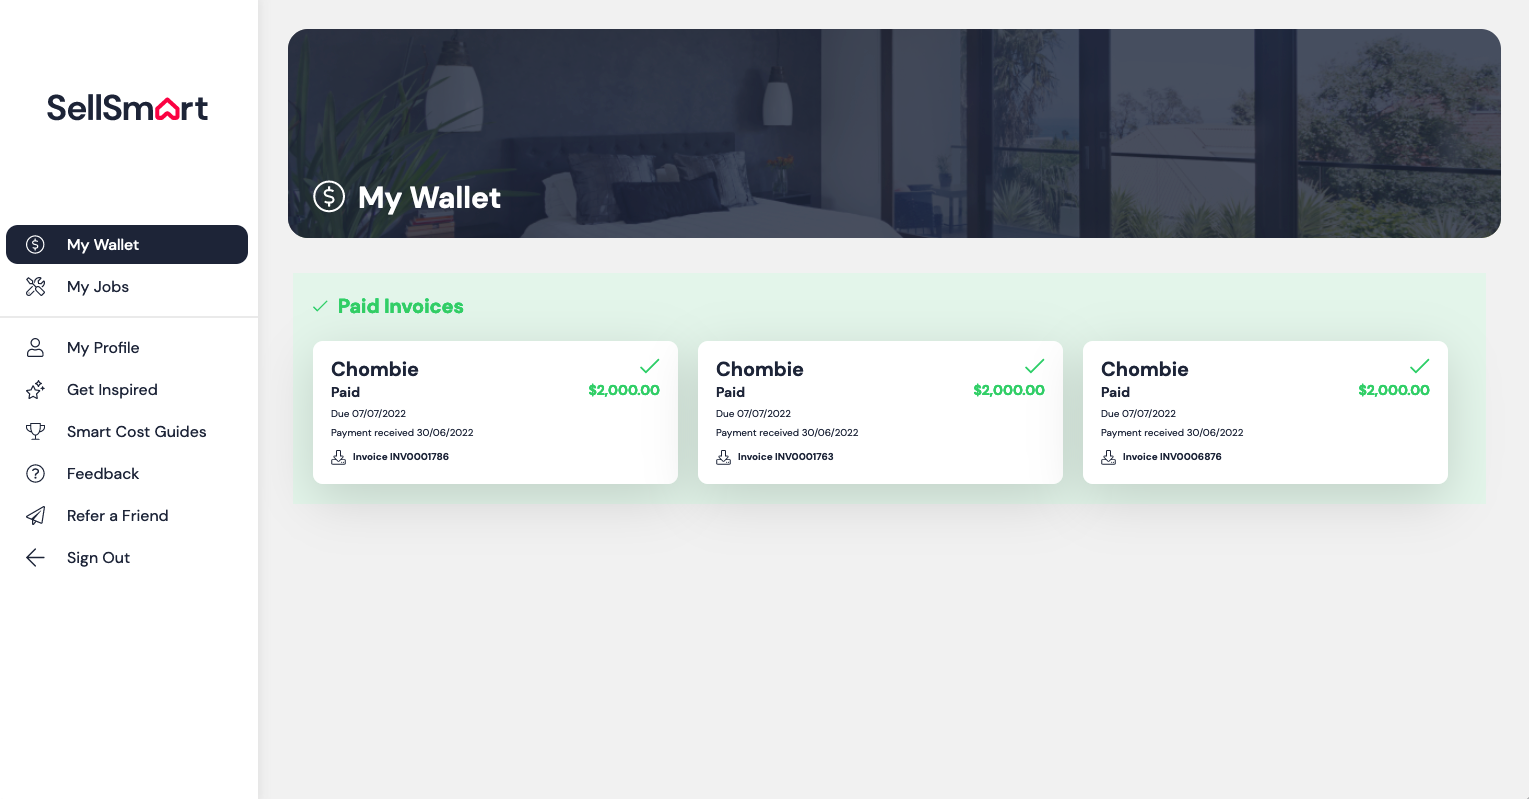 SellSmart
My Wallet
My Jobs
My Profile
Get Inspired
Smart Cost Guides
Feedback
Refer a Friend
Sign Out
My Wallet
Paid Invoices
Chombie
Paid
$2,000.00
Due 07/07/2022
Payment received 30/06/2022
Invoice INV0001786
Chombie
Paid
$2,000.00
Due 07/07/2022
Payment received 30/06/2022
Invoice INV0001763
Chombie
Paid
$2,000.00
Due 07/07/2022
Payment received 30/06/2022
Invoice INV0006876